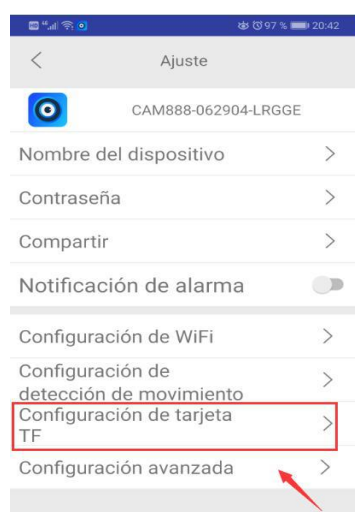 97 % 20:42
Ajuste
CAM888-062904-LRGGE
Nombre del dispositivo
Contraseña
Compartir
Notificación de alarma
Configuración de WiFi
Configuración de
detección de movimiento
Configuración de tarjeta
TF
Configuración avanzada